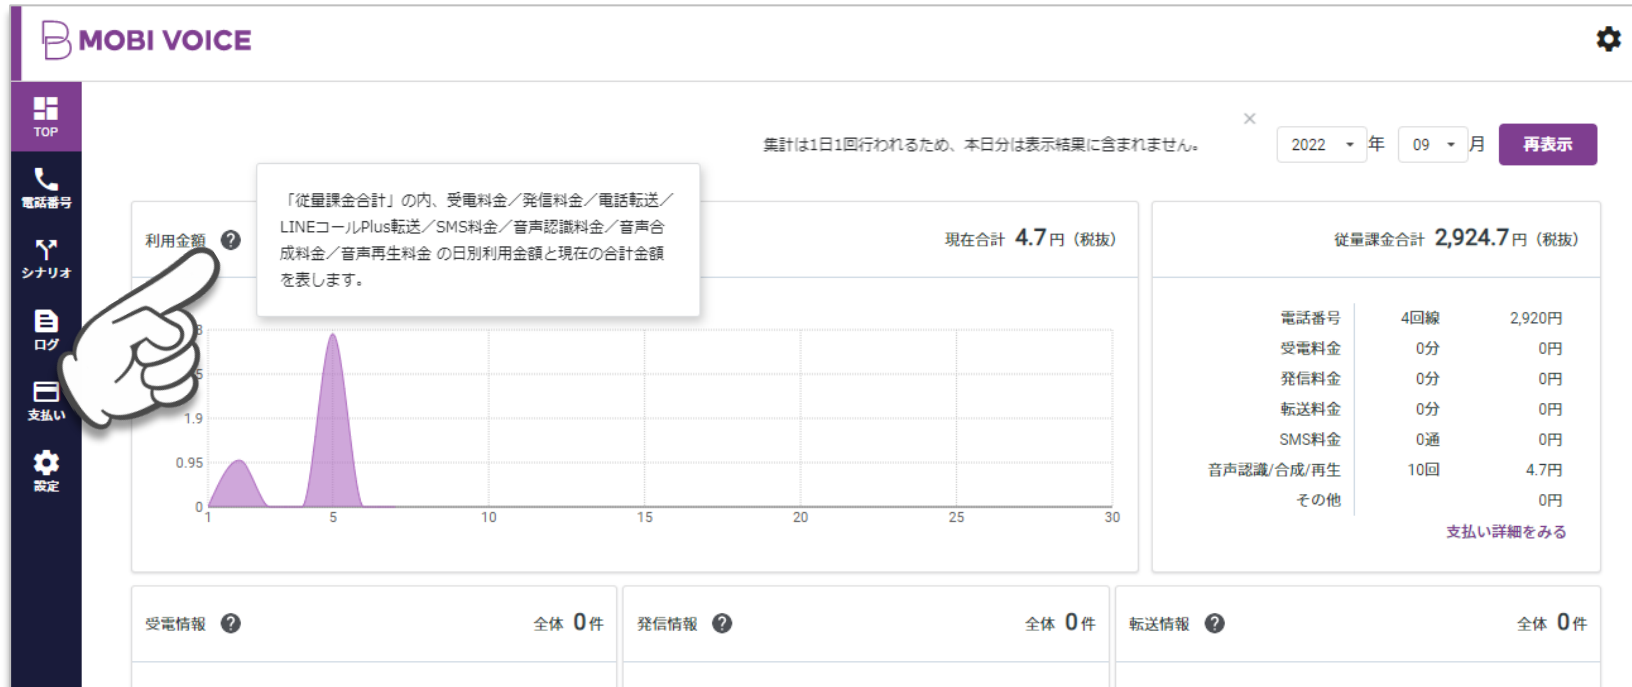 MOBI VOICE
TOP
電話番号
シナリオ
ログ
支払い
設定
集計は1日1回行われるため、本日分は表示結果に含まれません。
×
2022 年 09 月 再表示
利用金額 ?
「従量課金合計」の内、受電料金／発信料金／電話転送／
LINEコールPlus転送／SMS料金／音声認識料金／音声合
成料金／音声再生料金 の日別利用金額と現在の合計金額
を表します。
現在合計 4.7円（税抜）
8
5
1.9
0.95
0
1 5 10 15 20 25 30
従量課金合計 2,924.7円（税抜）
電話番号 4回線 2,920円
受電料金 0分 0円
発信料金 0分 0円
転送料金 0分 0円
SMS料金 0通 0円
音声認識/合成/再生 10回 4.7円
その他 0円
支払い詳細をみる
受電情報 ? 全体 0件
発信情報 ? 全体 0件
転送情報 ? 全体 0件